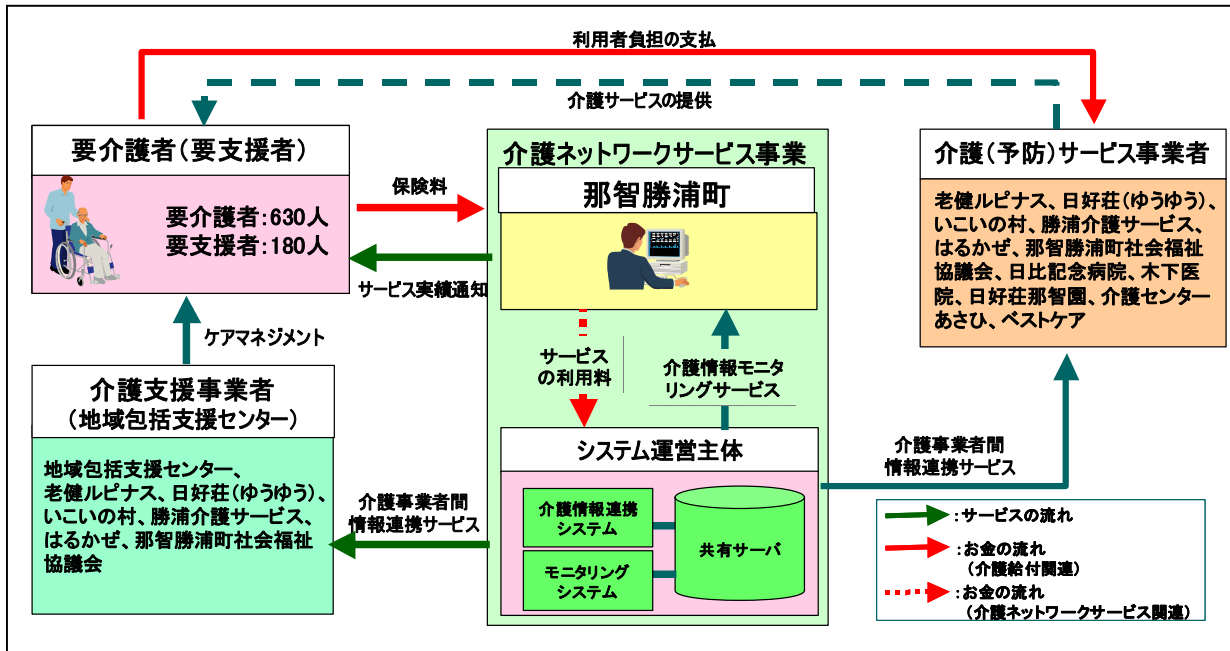 利用者負担の支払
介護サービスの提供
要介護者(要支援者)
要介護者:630人
要支援者:180人
保険料
サービス実績通知
ケアマネジメント
介護支援事業者
(地域包括支援センター)
地域包括支援センター、
老健ルピナス、日好荘(ゆうゆう)、
いこいの村、勝浦介護サービス、
はるかぜ、那智勝浦町社会福祉
協議会
介護ネットワークサービス事業
那智勝浦町
サービス
の利用料
介護情報モニタ
リングサービス
システム運営主体
介護情報連携
システム
モニタリング
システム
共有サーバ
介護事業者間
情報連携サービス
介護(予防)サービス事業者
老健ルピナス、日好荘(ゆうゆう)、
いこいの村、勝浦介護サービス、
はるかぜ、那智勝浦町社会福祉
協議会、日比記念病院、木下医
院、日好荘那智園、介護センター
あさひ、ベストケア
介護事業者間
情報連携サービス
:サービスの流れ
:お金の流れ
(介護給付関連)
:お金の流れ
(介護ネットワークサービス関連)